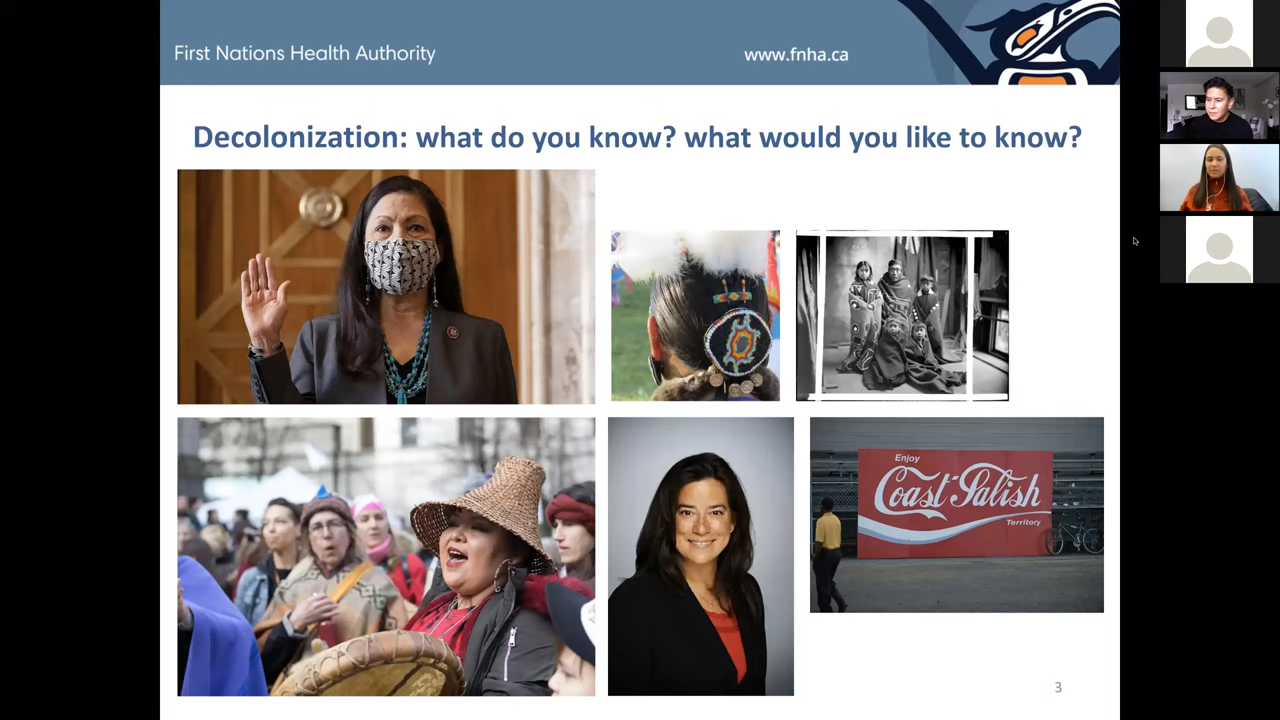 First Nations Health Authority
www.fnha.ca
Decolonization: what do you know? what would you like to know?
Enjoy
Coast Salish
Territory
3